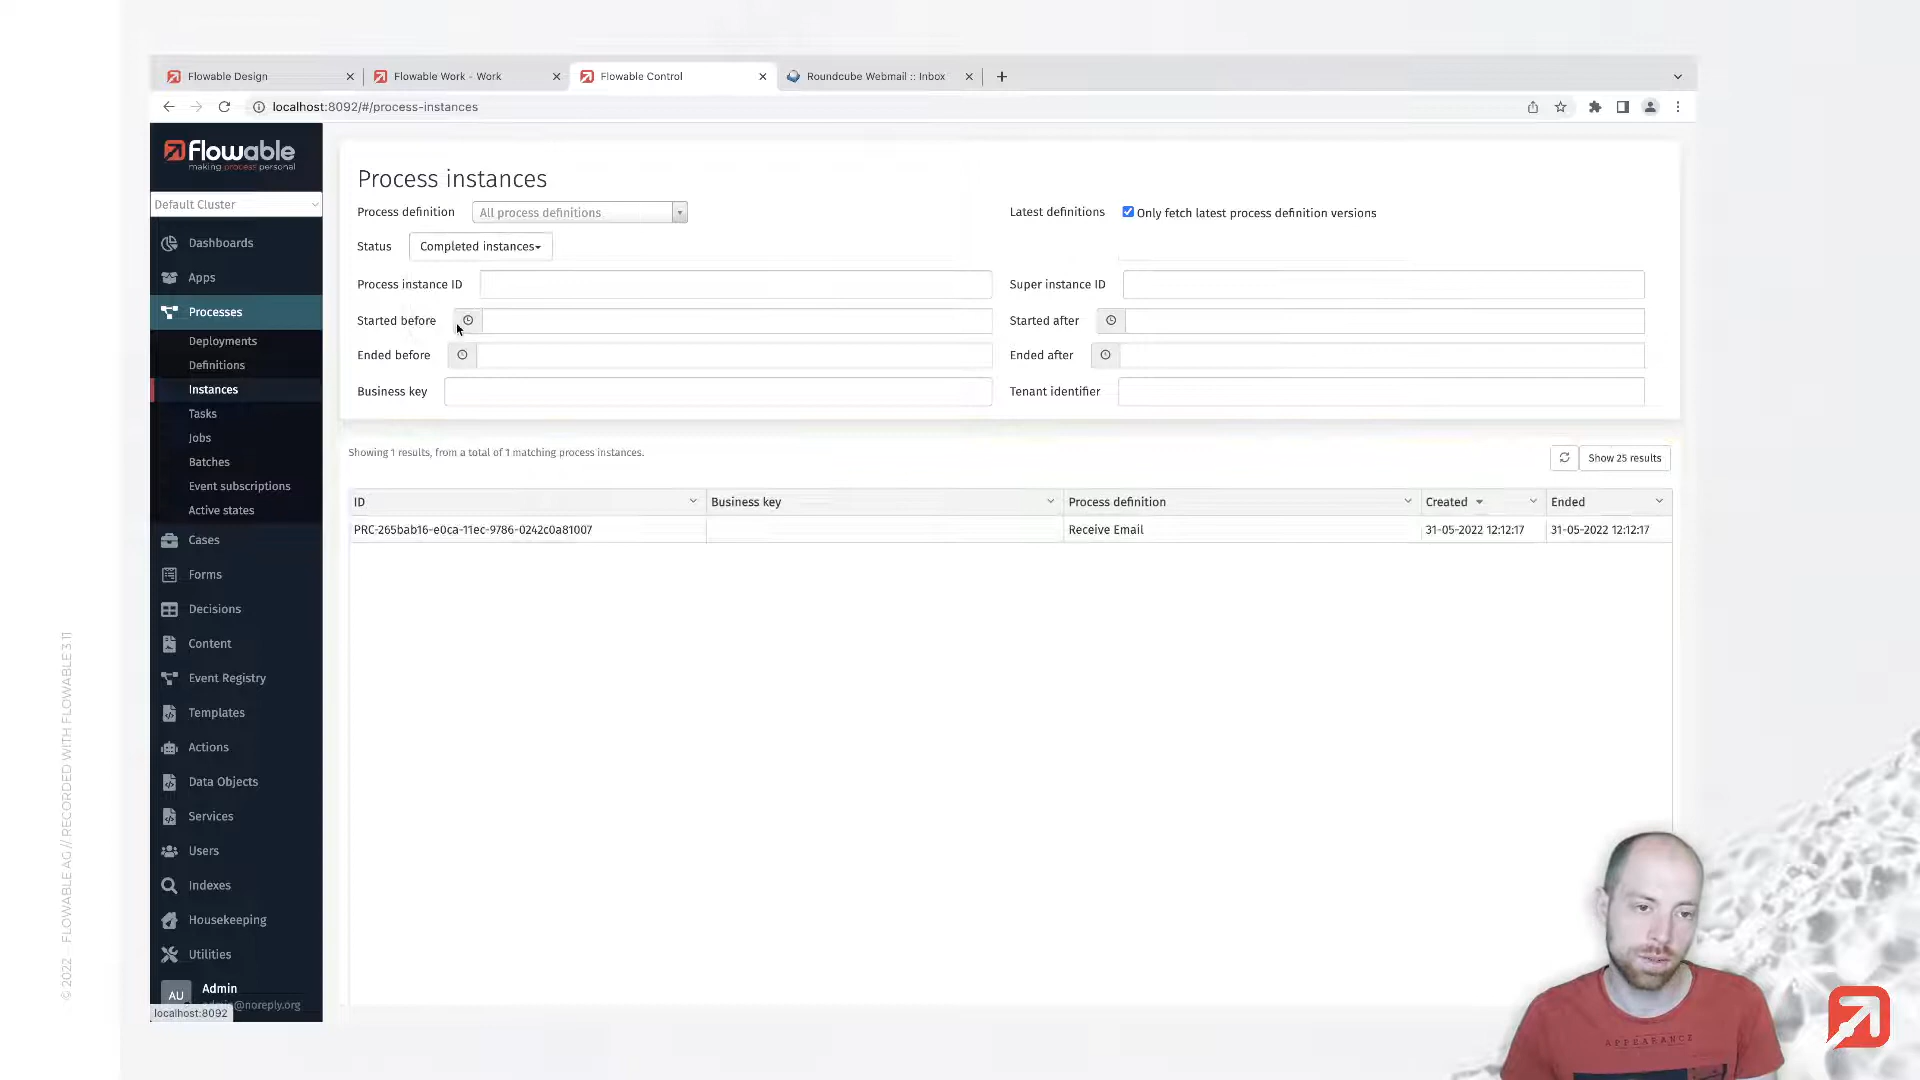 Flowable Design
Flowable Work - Work
Flowable Control
Roundcube Webmail :: Inbox
localhost:8092/#/process-instances
Flowable
making process personal
Default Cluster
Dashboards
Apps
Processes
Deployments
Definitions
Instances
Tasks
Jobs
Batches
Event subscriptions
Active states
Cases
Forms
Decisions
Content
Event Registry
Templates
Actions
Data Objects
Services
Users
Indexes
Housekeeping
Utilities
AU
Admin
@noreply.org
localhost:8092
Process instances
Process definition All process definitions
Latest definitions Only fetch latest process definition versions
Status Completed instances
Process instance ID
Super instance ID
Started before
Started after
Ended before
Ended after
Business key
Tenant identifier
Showing 1 results, from a total of 1 matching process instances.
Show 25 results
ID Business key Process definition Created Ended
PRC-265bab16-e0ca-11ec-9786-0242c0a81007 Receive Email 31-05-2022 12:12:17 31-05-2022 12:12:17
© 2022 FLOWABLE AG // RECORDED WITH FLOWABLE 3.11
APPEARANCE